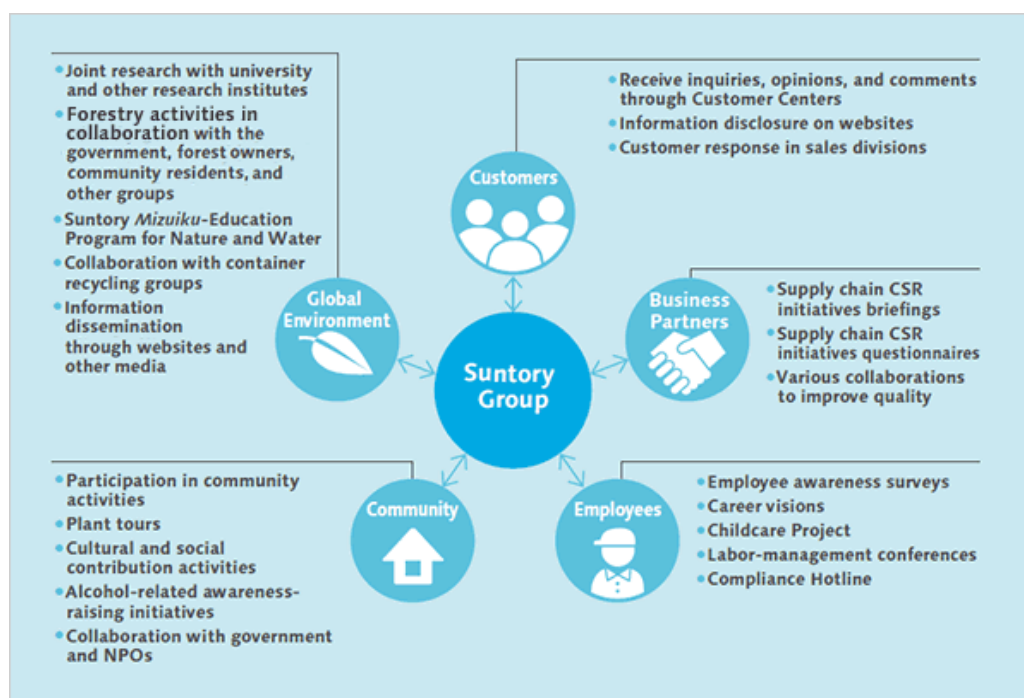 • Joint research with university
and other research institutes
• Forestry activities in
collaboration with the
government, forest owners,
community residents, and
other groups
• Suntory Mizuiku-Education
Program for Nature and Water
• Collaboration with container
recycling groups
• Information
dissemination
through websites and
other media
Global
Environment
Customers
• Receive inquiries, opinions, and comments
through Customer Centers
• Information disclosure on websites
• Customer response in sales divisions
Business
Partners
• Supply chain CSR
initiatives briefings
• Supply chain CSR
initiatives questionnaires
• Various collaborations
to improve quality
Suntory
Group
• Participation in community
activities
• Plant tours
• Cultural and social
contribution activities
• Alcohol-related awareness-
raising initiatives
• Collaboration with government
and NPOs
Community
Employees
• Employee awareness surveys
• Career visions
• Childcare Project
• Labor-management conferences
• Compliance Hotline